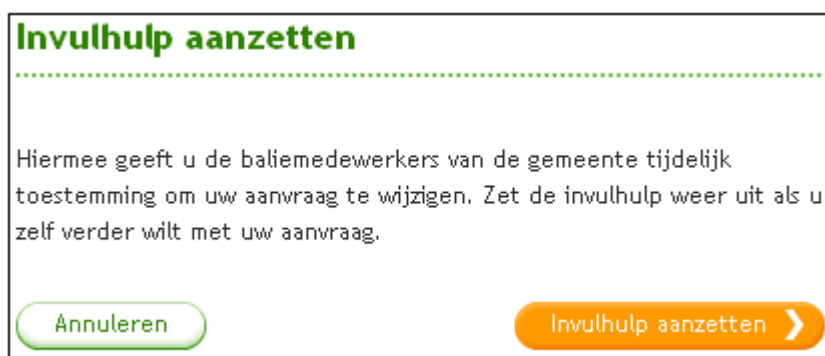 Invulhulp aanzetten
Hiermee geeft u de baliemedewerkers van de gemeente tijdelijk
toestemming om uw aanvraag te wijzigen. Zet de invulhulp weer uit als u
zelf verder wilt met uw aanvraag.
Annuleren
Invulhulp aanzetten